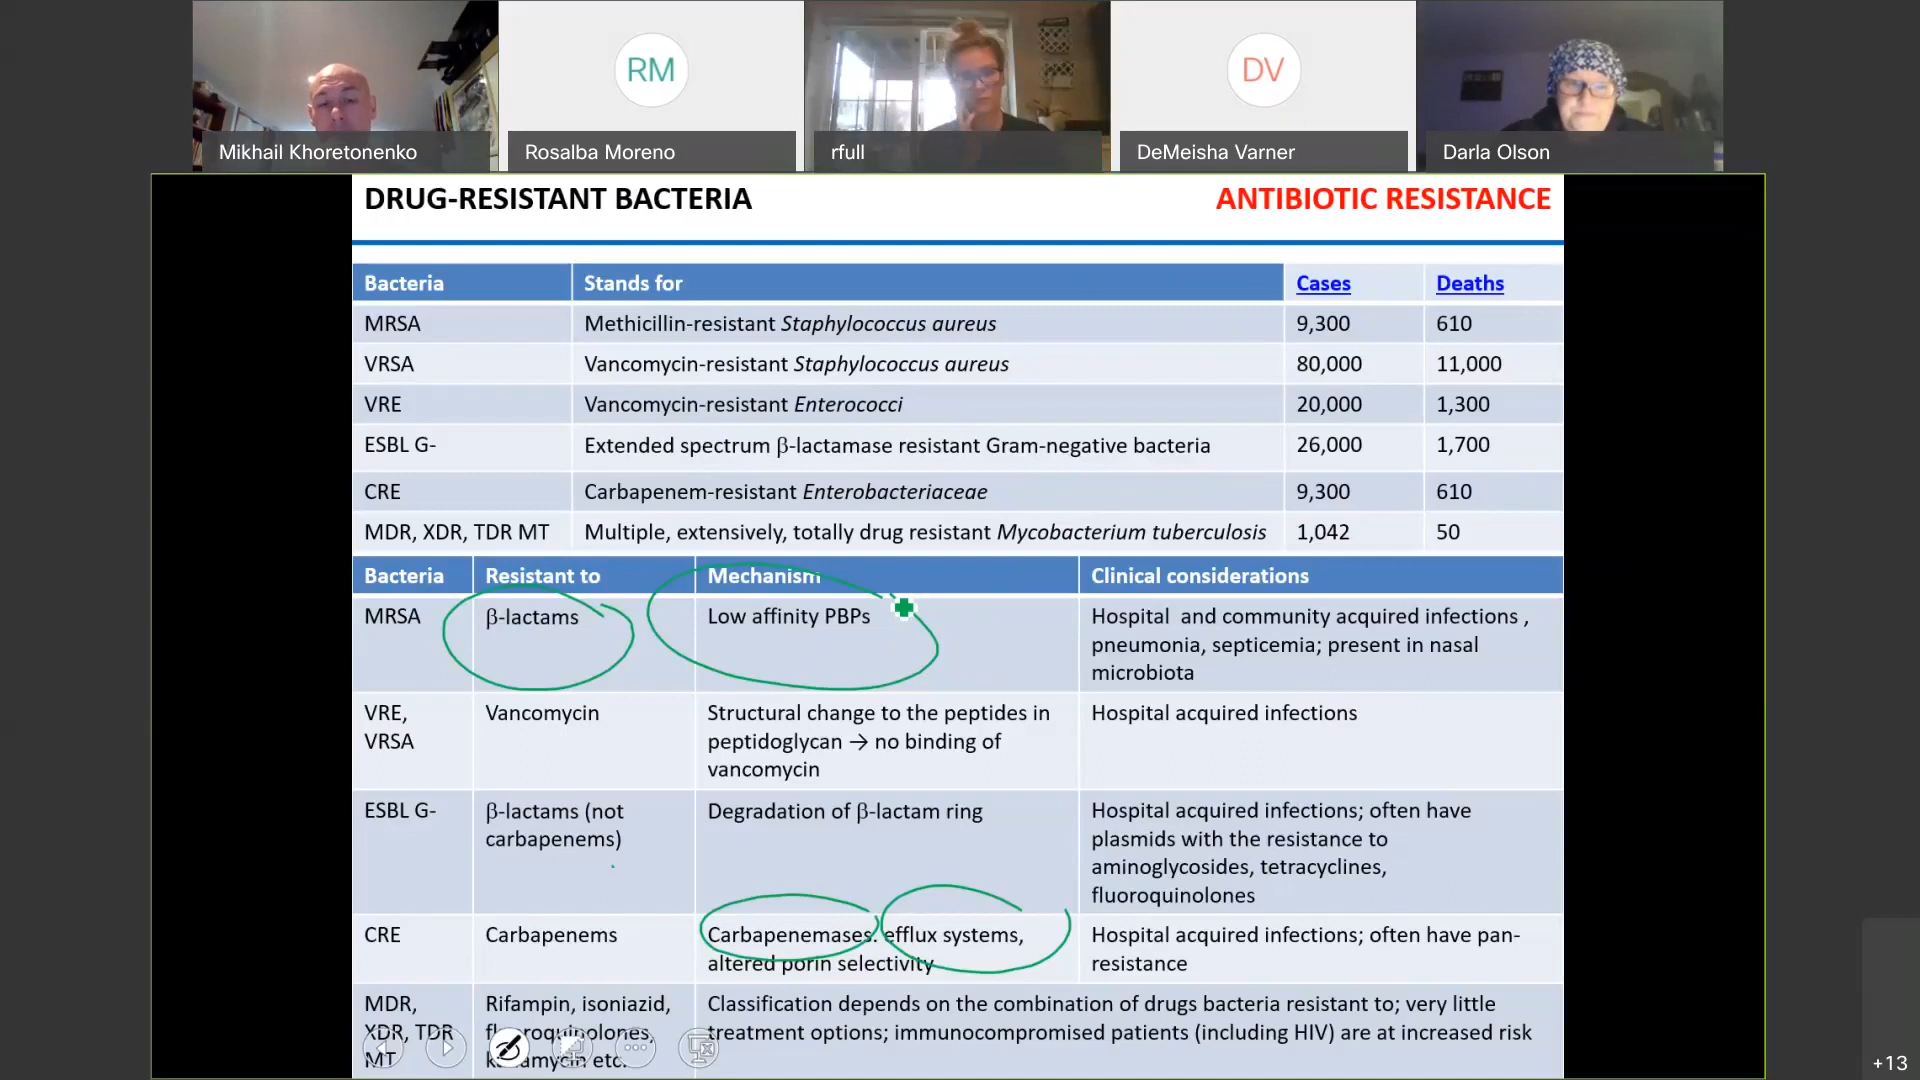 RM
DV
Mikhail Khoretonenko
Rosalba Moreno
rfull
DeMeisha Varner
Darla Olson
DRUG-RESISTANT BACTERIA
ANTIBIOTIC RESISTANCE
Bacteria Stands for Cases Deaths
MRSA Methicillin-resistant Staphylococcus aureus 9,300 610
VRSA Vancomycin-resistant Staphylococcus aureus 80,000 11,000
VRE Vancomycin-resistant Enterococci 20,000 1,300
ESBL G- Extended spectrum β-lactamase resistant Gram-negative bacteria 26,000 1,700
CRE Carbapenem-resistant Enterobacteriaceae 9,300 610
MDR, XDR, TDR MT Multiple, extensively, totally drug resistant Mycobacterium tuberculosis 1,042 50
Bacteria Resistant to Mechanism Clinical considerations
MRSA
β-lactams
Low affinity PBPs
Hospital and community acquired infections ,
pneumonia, septicemia; present in nasal
microbiota
VRE,
VRSA
Vancomycin
Structural change to the peptides in
peptidoglycan → no binding of
vancomycin
Hospital acquired infections
ESBL G-
β-lactams (not
carbapenems)
Degradation of β-lactam ring
Hospital acquired infections; often have
plasmids with the resistance to
aminoglycosides, tetracyclines,
fluoroquinolones
CRE
Carbapenems
Carbapenemases. efflux systems,
altered porin selectivity
Hospital acquired infections; often have pan-
resistance
MDR,
XDR, TDR
MT
Rifampin, isoniazid,
fluoroquinolones,
kanamycin etc.
Classification depends on the combination of drugs bacteria resistant to; very little
treatment options; immunocompromised patients (including HIV) are at increased risk
+13